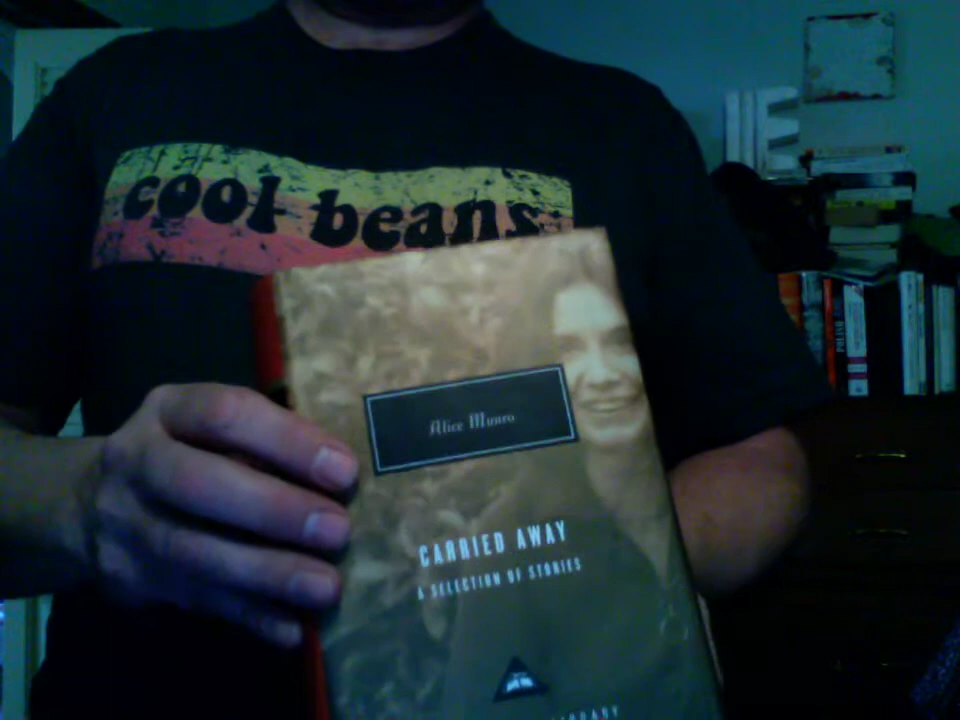 cool beans
Alice Munro
CARRIED AWAY
A SELECTION OF STORIES